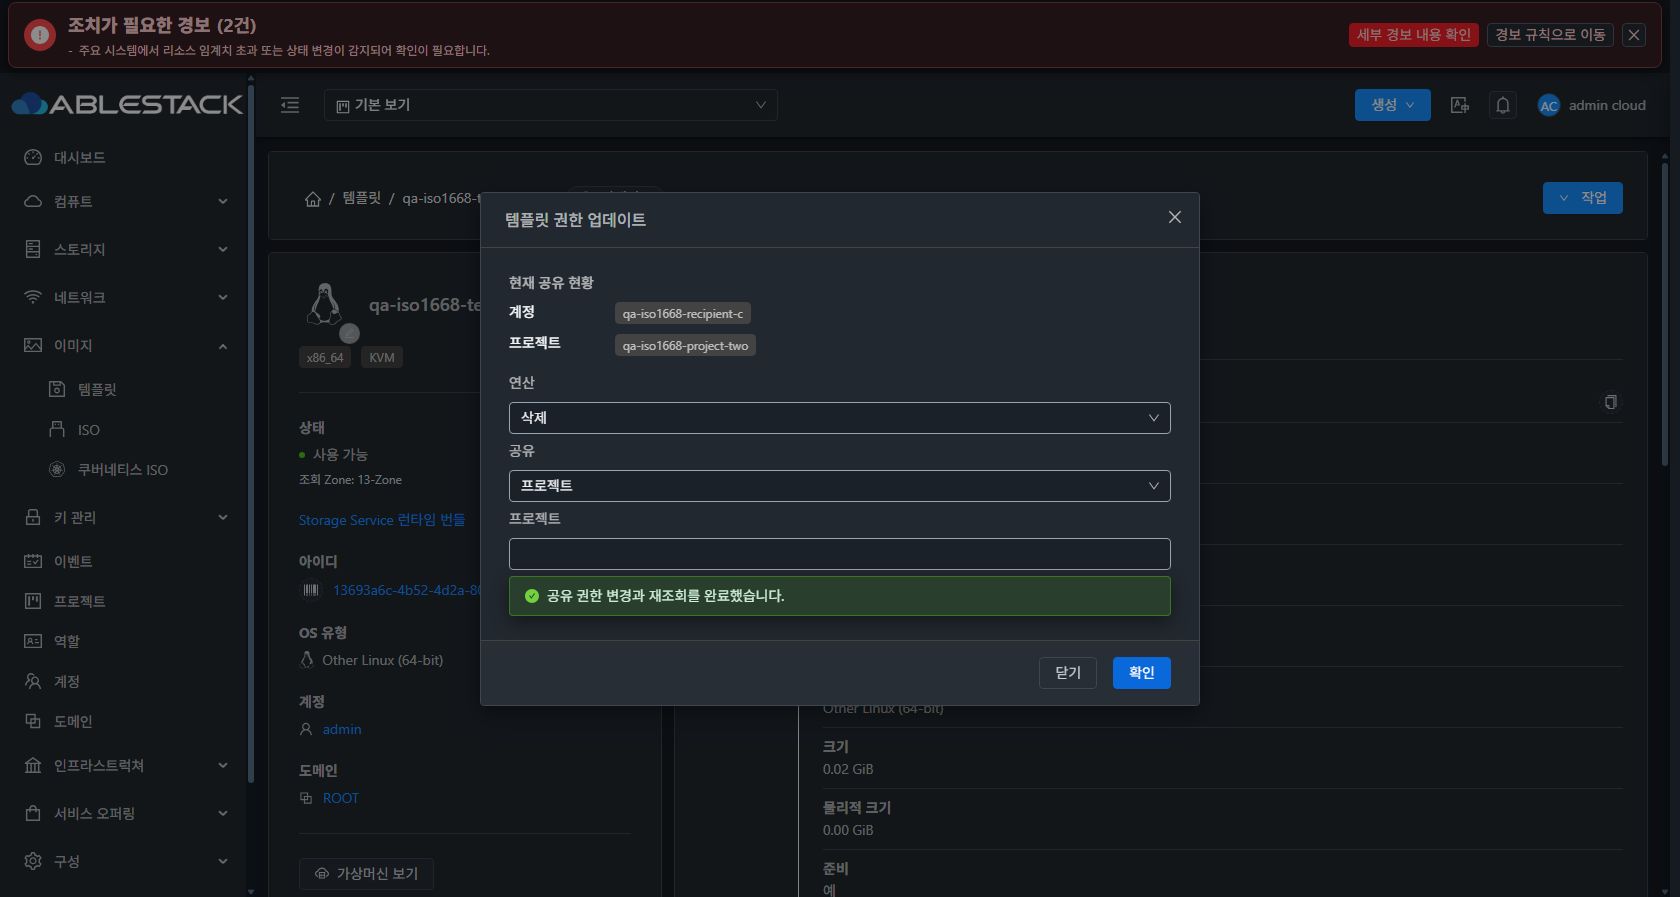 조치가 필요한 경보 (2건)
- 주요 시스템에서 리소스 임계치 초과 또는 상태 변경이 감지되어 확인이 필요합니다.
세부 경보 내용 확인
경보 규칙으로 이동
ABLESTACK
기본 보기
생성
AC admin cloud
대시보드
컴퓨트
스토리지
네트워크
이미지
템플릿
ISO
쿠버네티스 ISO
키 관리
이벤트
프로젝트
역할
계정
도메인
인프라스트럭쳐
서비스 오퍼링
구성
/ 템플릿 / qa-iso1668-t
작업
qa-iso1668-te
x86_64 KVM
상태
사용 가능
조회 Zone: 13-Zone
Storage Service 런타임 번들
아이디
13693a6c-4b52-4d2a-80
OS 유형
Other Linux (64-bit)
계정
admin
도메인
ROOT
가상머신 보기
템플릿 권한 업데이트
현재 공유 현황
계정 qa-iso1668-recipient-c
프로젝트 qa-iso1668-project-two
연산
삭제
공유
프로젝트
프로젝트
공유 권한 변경과 재조회를 완료했습니다.
닫기 확인
Other Linux (64-bit)
크기
0.02 GiB
물리적 크기
0.00 GiB
준비
예